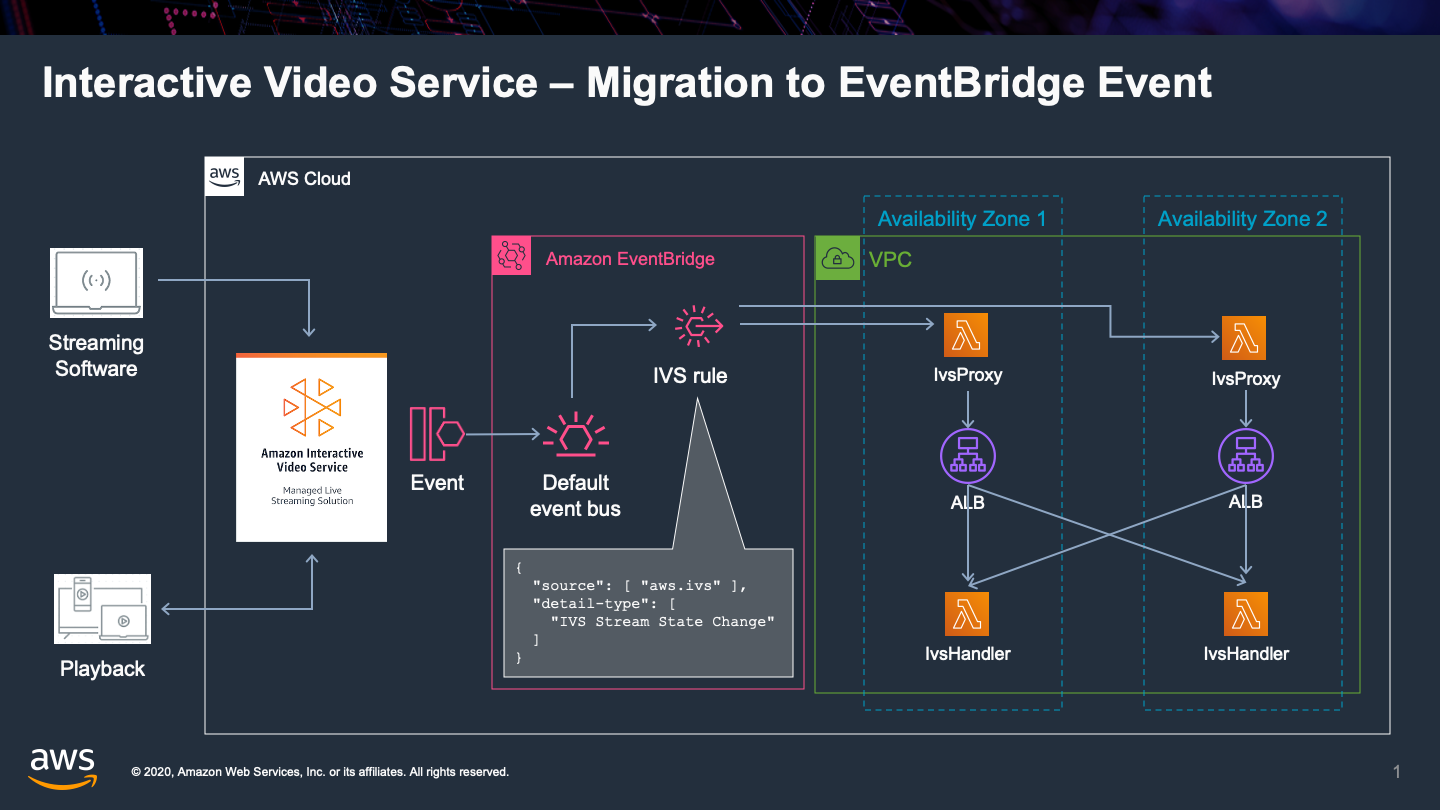 Interactive Video Service – Migration to EventBridge Event
aws
AWS Cloud
Availability Zone 1
Availability Zone 2
Amazon EventBridge
VPC
Streaming
Software
IVS rule
IvsProxy
IvsProxy
Amazon Interactive
Video Service
Managed Live
Streaming Solution
Event
Default
event bus
ALB
ALB
{
"source": [ "aws.ivs" ],
"detail-type": [
"IVS Stream State Change"
]
}
IvsHandler
IvsHandler
Playback
aws
© 2020, Amazon Web Services, Inc. or its affiliates. All rights reserved.
1